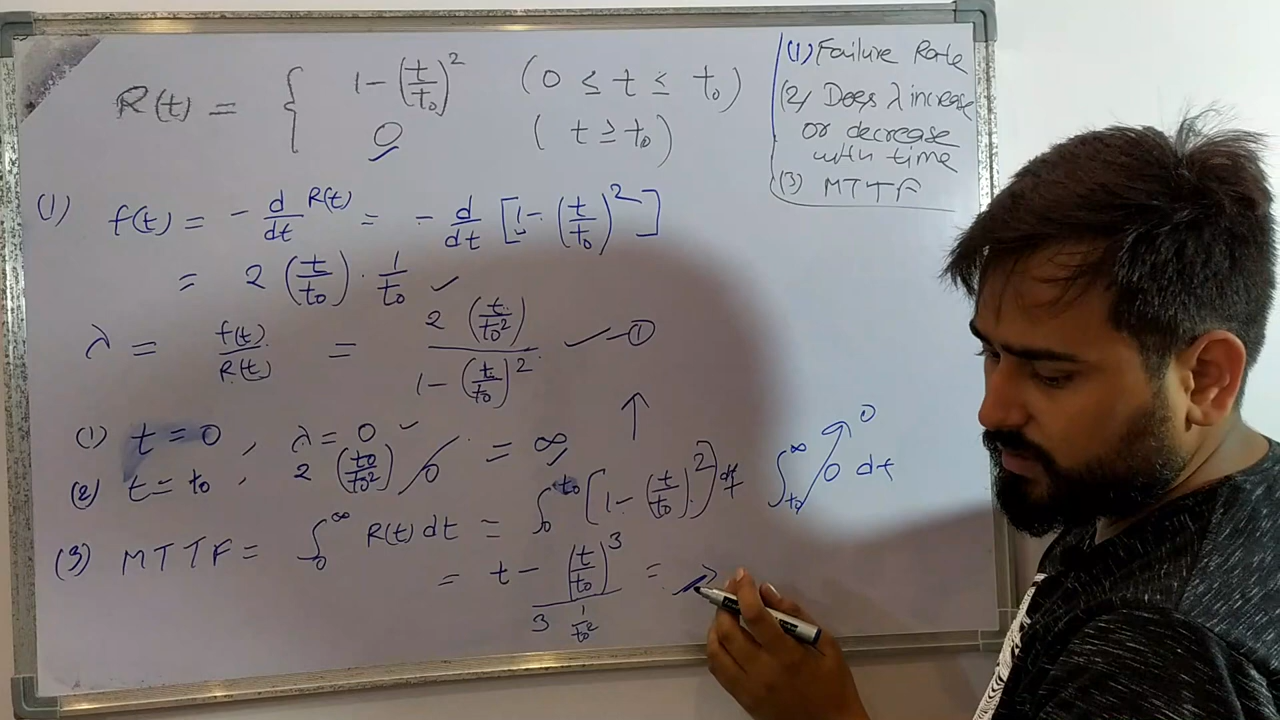 R(t) = { 1 - (t/t₀)² (0 ≤ t ≤ t₀)
0 (t ≥ t₀)
(1) Failure Rate
(2) Does λ increase
or decrease
with time
(3) MTTF
(1) f(t) = - d/dt R(t) = - d/dt [1 - (t/t₀)²]
= 2 (t/t₀) · 1/t₀ ✓
λ = f(t)/R(t) = 2 (t/t₀²) / 1 - (t/t₀)² ✓ - ①
(1) t = 0, λ = 0 ✓
(2) t = t₀, 2 (t₀/t₀²) / 0 = ∞ ↑
(3) MTTF = ∫₀^∞ R(t) dt = ∫₀^t₀ (1 - (t/t₀)²) dt ∫_t₀^∞ 0 dt → 0
= t - (t/t₀)³ / 3 1/t₀² =